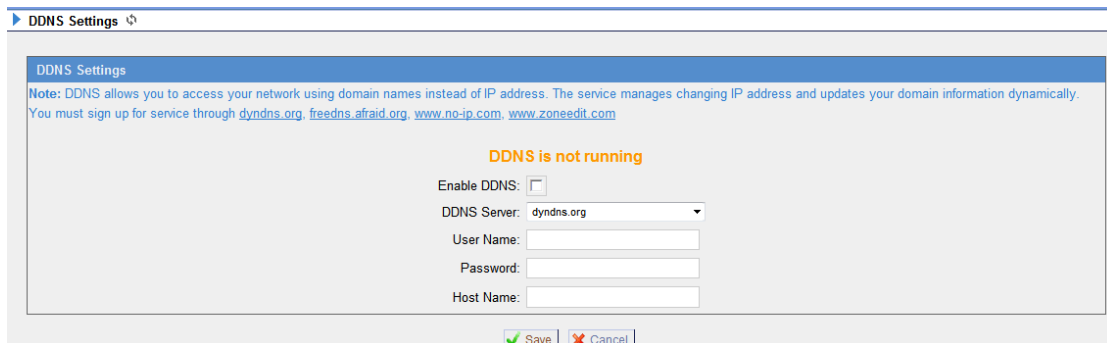 DDNS Settings
DDNS Settings
Note: DDNS allows you to access your network using domain names instead of IP address. The service manages changing IP address and updates your domain information dynamically.
You must sign up for service through dyndns.org, freedns.afraid.org, www.no-ip.com, www.zoneedit.com
DDNS is not running
Enable DDNS:
DDNS Server: dyndns.org
User Name:
Password:
Host Name:
Save Cancel